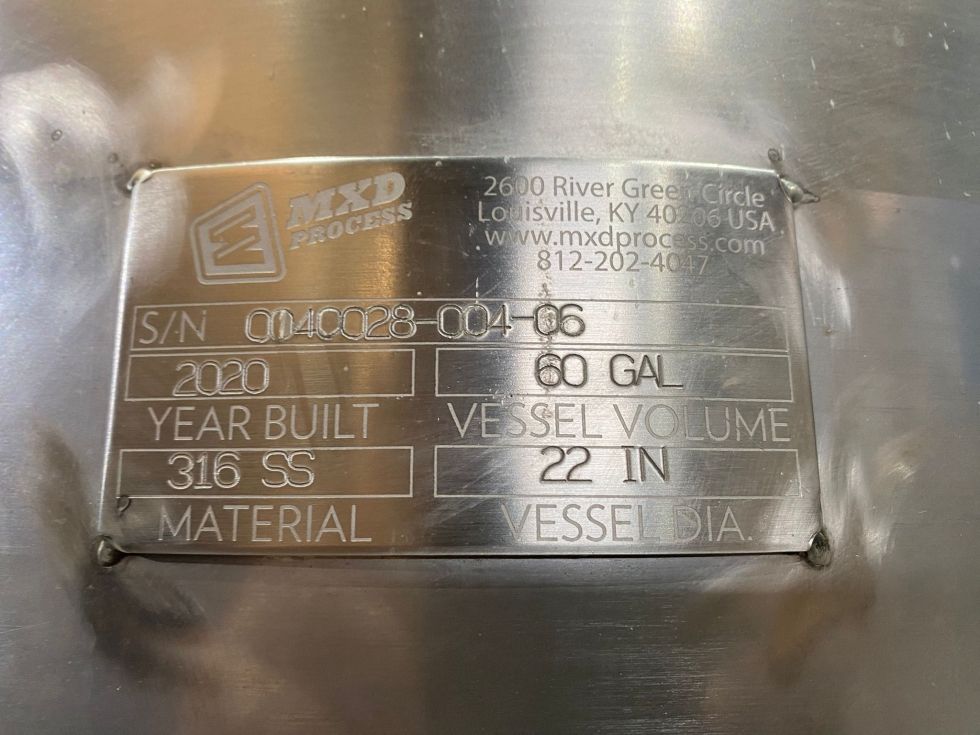 MXD
PROCESS
2600 River Green Circle
Louisville, KY 40206 USA
www.mxdprocess.com
812-202-4047
S/N 004C028-004-06
2020
60 GAL
YEAR BUILT
VESSEL VOLUME
316 SS
22 IN
MATERIAL
VESSEL DIA.